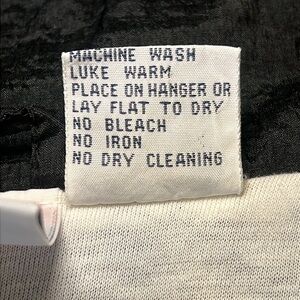 MACHINE WASH
LUKE WARM
PLACE ON HANGER OR
LAY FLAT TO DRY
NO BLEACH
NO IRON
NO DRY CLEANING